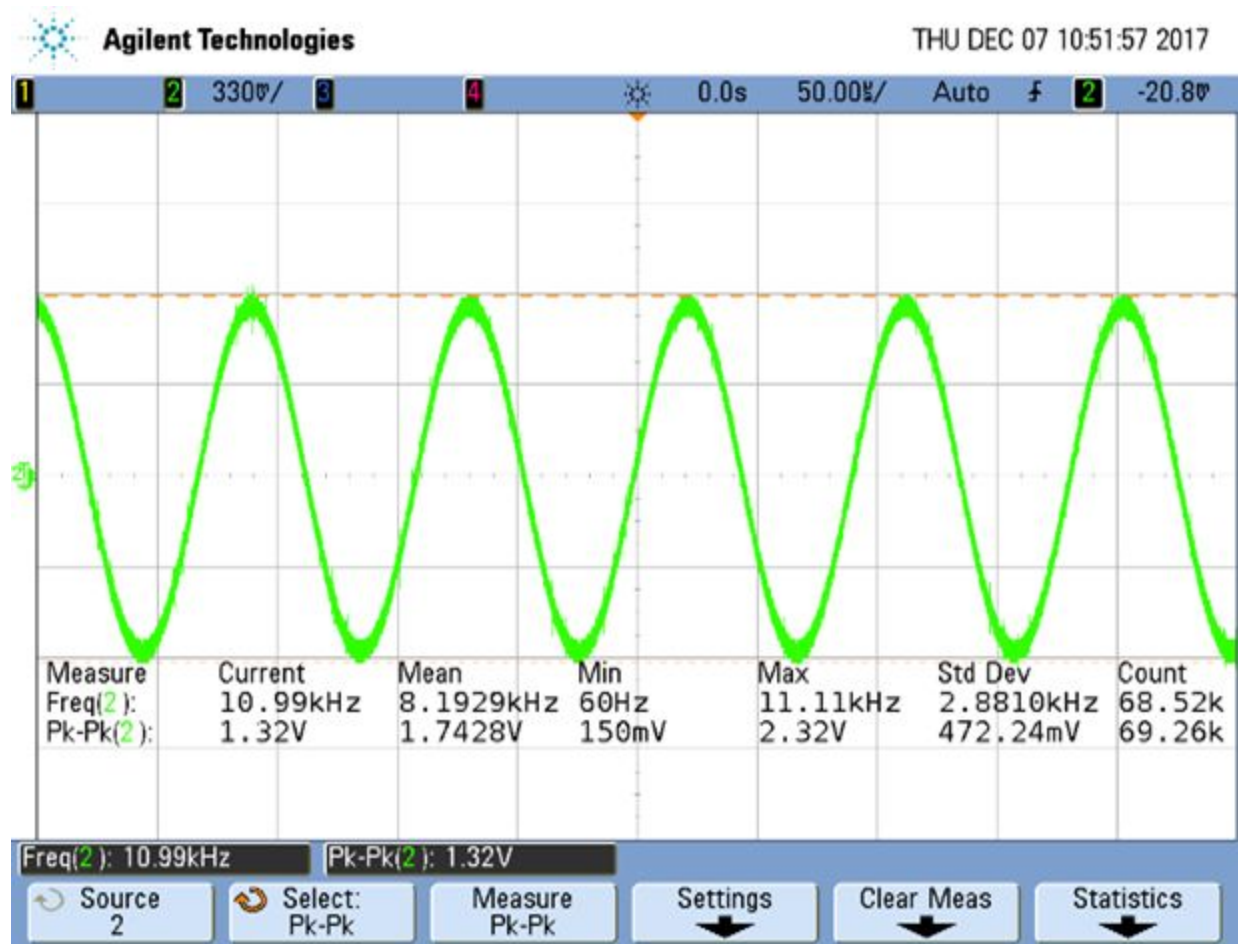 Agilent Technologies THU DEC 07 10:51:57 2017
1 2 330mV/ 3 4 0.0s 50.00µs/ Auto 2 -20.8mV
Measure Current Mean Min Max Std Dev Count
Freq(2): 10.99kHz 8.1929kHz 60Hz 11.11kHz 2.8810kHz 68.52k
Pk-Pk(2): 1.32V 1.7428V 150mV 2.32V 472.24mV 69.26k
Freq(2): 10.99kHz Pk-Pk(2): 1.32V
Source Select: Measure Settings Clear Meas Statistics
2 Pk-Pk Pk-Pk